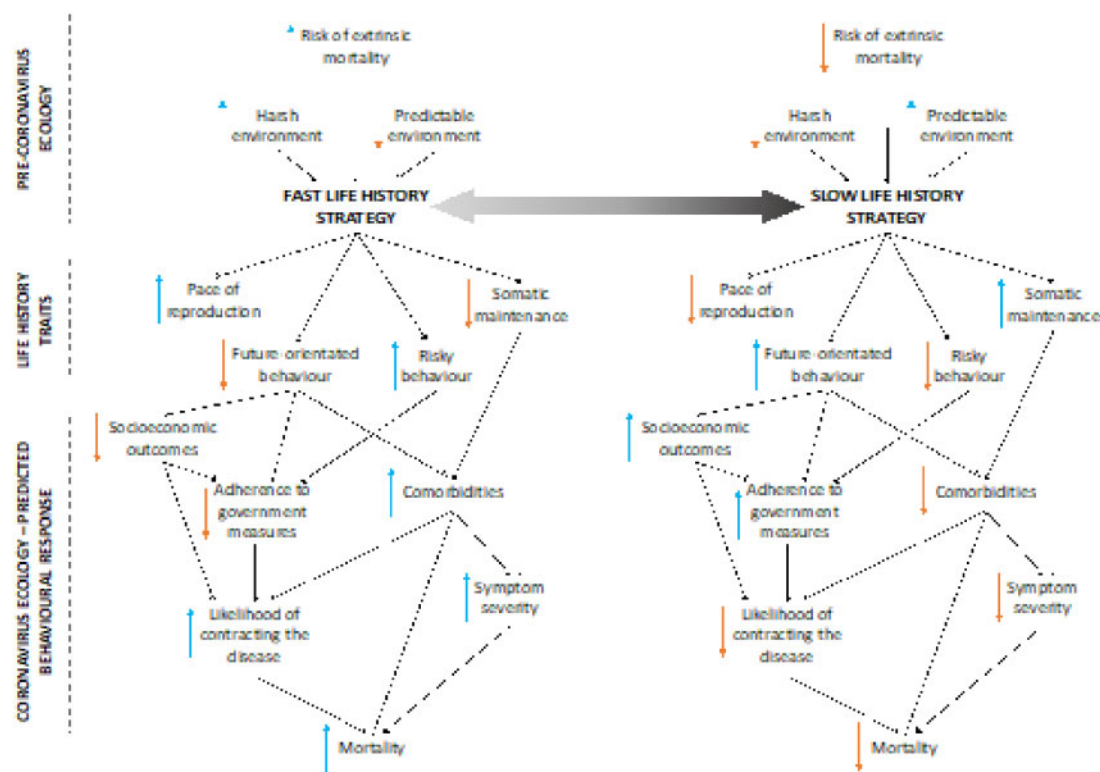 PRE-CORONAVIRUS
ECOLOGY
Risk of extrinsic
mortality
Harsh
environment
Predictable
environment
FAST LIFE HISTORY
STRATEGY
Risk of extrinsic
mortality
Harsh
environment
Predictable
environment
SLOW LIFE HISTORY
STRATEGY
LIFE HISTORY
TRAITS
Pace of
reproduction
Somatic
maintenance
Future-orientated
behaviour
Risky
behaviour
Pace of
reproduction
Somatic
maintenance
Future-orientated
behaviour
Risky
behaviour
CORONAVIRUS ECOLOGY – PREDICTED
BEHAVIOURAL RESPONSE
Socioeconomic
outcomes
Adherence to
government
measures
Comorbidities
Likelihood of
contracting the
disease
Symptom
severity
Mortality
Socioeconomic
outcomes
Adherence to
government
measures
Comorbidities
Likelihood of
contracting the
disease
Symptom
severity
Mortality